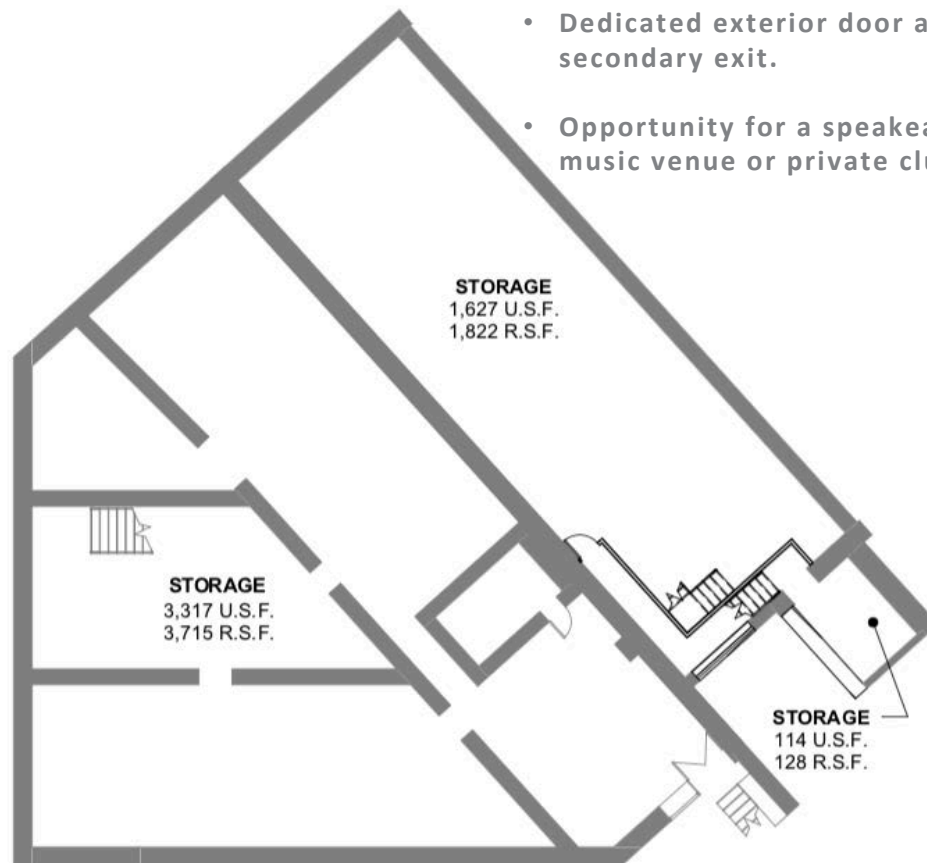 • Dedicated exterior door a
secondary exit.
• Opportunity for a speakea
music venue or private clu
STORAGE
1,627 U.S.F.
1,822 R.S.F.
STORAGE
3,317 U.S.F.
3,715 R.S.F.
STORAGE
114 U.S.F.
128 R.S.F.